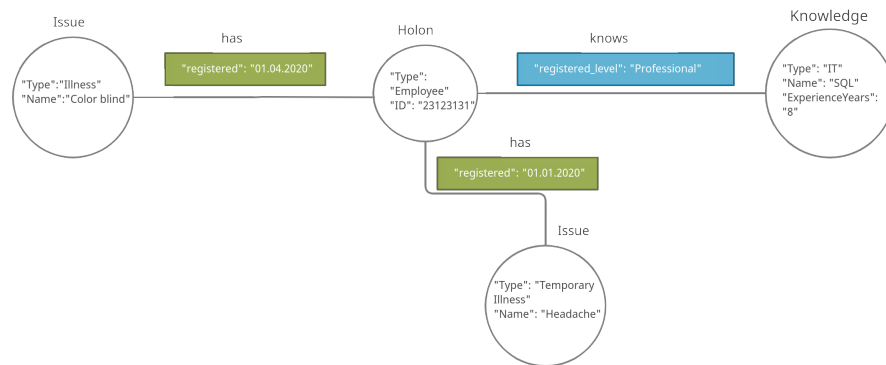 Issue
has
"registered": "01.04.2020"
"Type":"Illness"
"Name":"Color blind"
Holon
"Type":
"Employee"
"ID": "23123131"
knows
"registered_level": "Professional"
Knowledge
"Type": "IT"
"Name": "SQL"
"ExperienceYears":
"8"
has
"registered": "01.01.2020"
Issue
"Type": "Temporary
Illness"
"Name": "Headache"